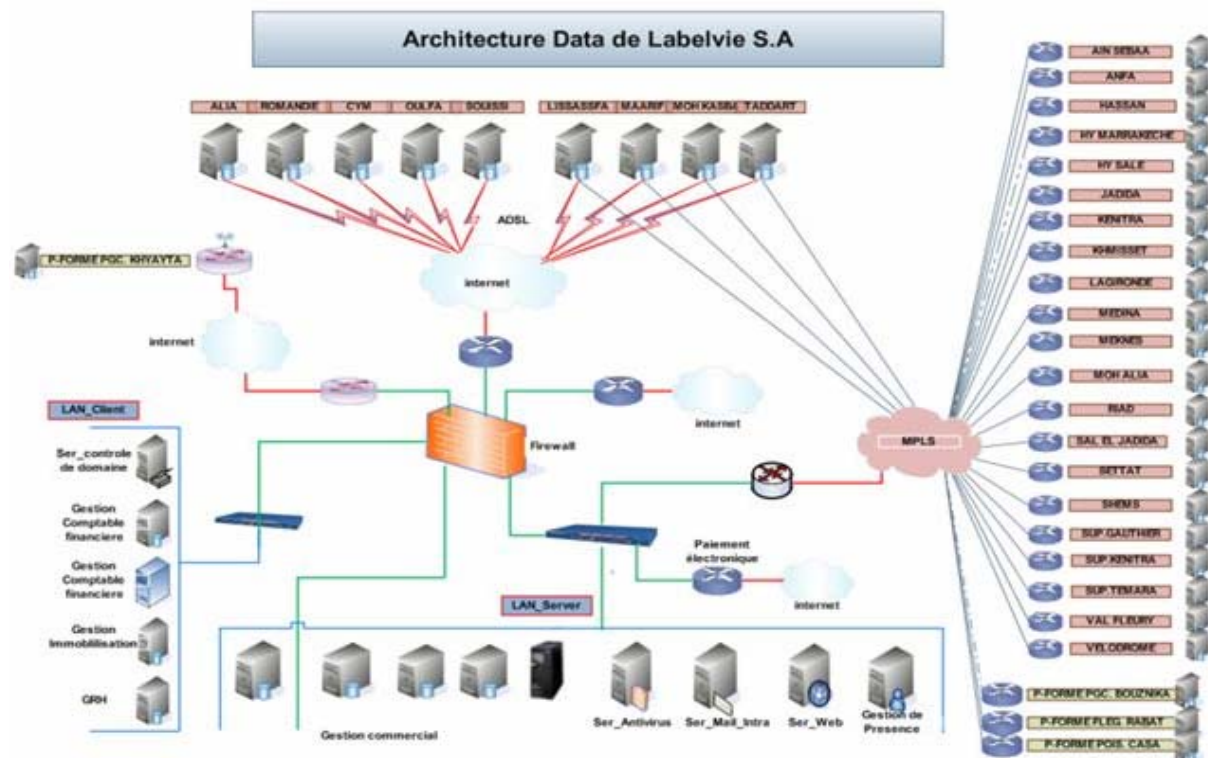 Architecture Data de Labelvie S.A
ALIA
ROMANDIE
CYM
OULFA
SOUISSI
LISSASSFA
MAARIF
MOH KASBA
TADDART
ADSL
internet
P-FORME PGC. KHYAYTA
internet
Firewall
internet
MPLS
LAN_Client
Ser_controle
de domaine
Gestion
Comptable
financiere
Gestion
Comptable
financiere
Gestion
Immoblilisation
GRH
Paiement
électronique
internet
LAN_Server
Gestion commercial
Ser_Antivirus
Ser_Mail_Intra
Ser_Web
Gestion de
Presence
AIN SEBAA
ANFA
HASSAN
HY MARRAKECHE
HY SALE
JADIDA
KENITRA
KHMISSET
LAGIRONDE
MEDINA
MEKNES
MOH ALIA
RIAD
SAL EL JADIDA
SETTAT
SHEMS
SUP.GAUTHIER
SUP.KENITRA
SUP.TEMARA
VAL FLEURY
VELODROME
P-FORME PGC. BOUZNIKA
P-FORME FLEG. RABAT
P-FORME POIS. CASA